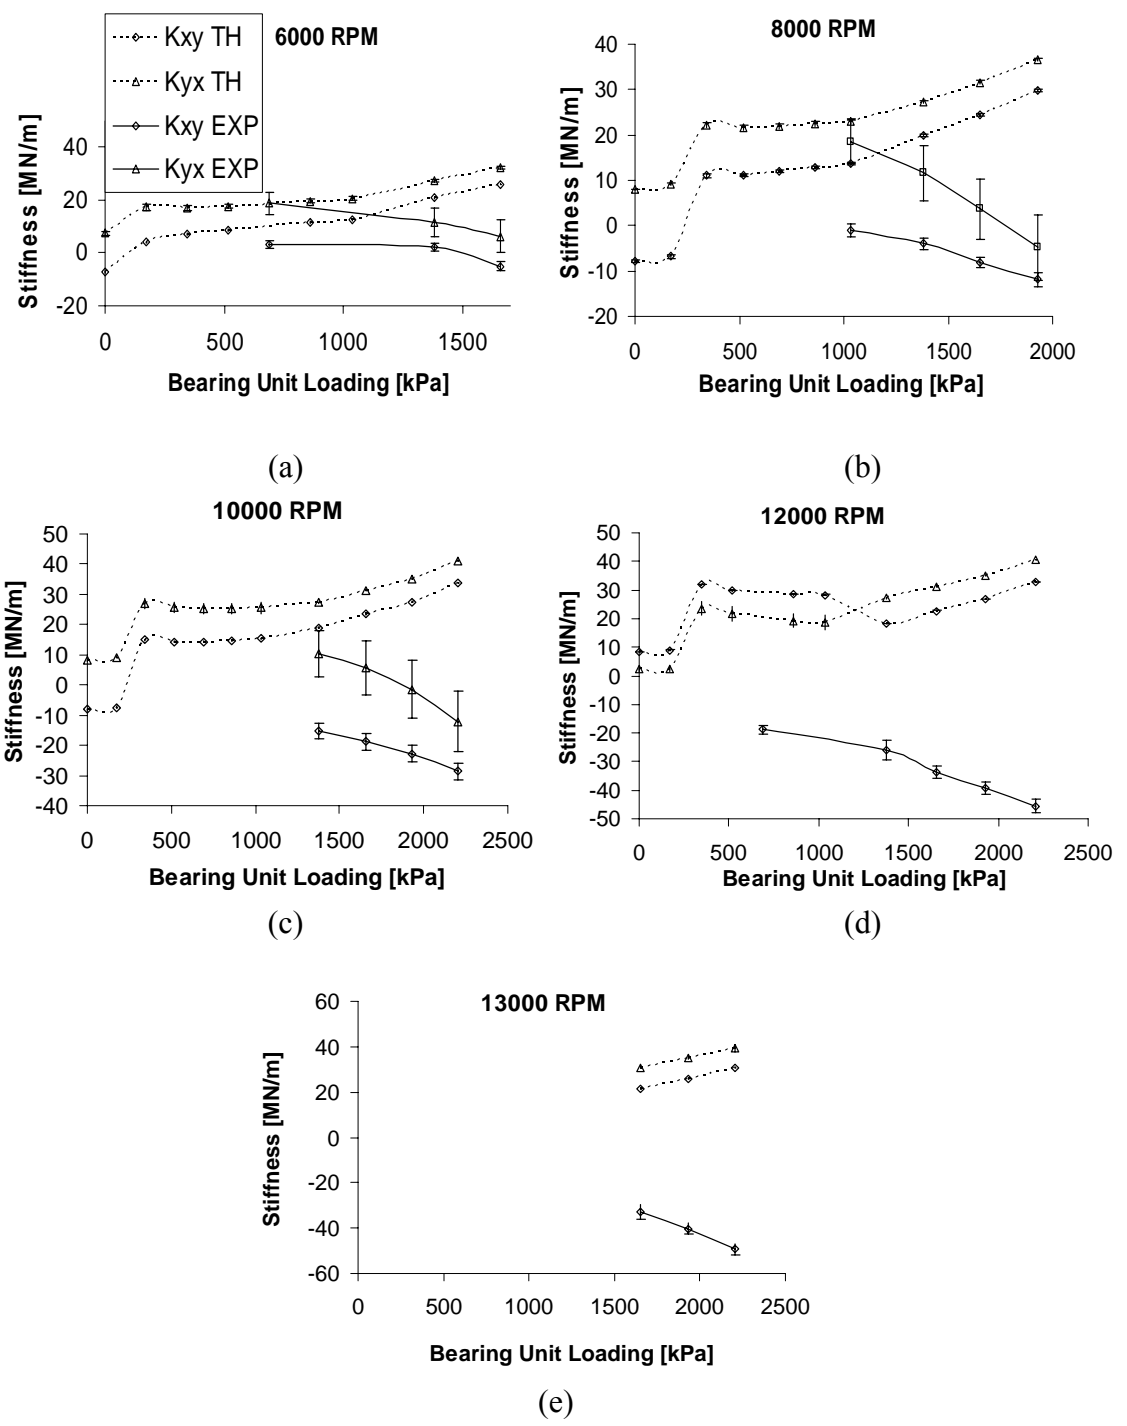 Kxy TH
Kyx TH
Kxy EXP
Kyx EXP
6000 RPM
Stiffness [MN/m]
40
20
0
-20
0 500 1000 1500
Bearing Unit Loading [kPa]
(a)
8000 RPM
Stiffness [MN/m]
40
30
20
10
0
-10
-20
0 500 1000 1500 2000
Bearing Unit Loading [kPa]
(b)
10000 RPM
Stiffness [MN/m]
50
40
30
20
10
0
-10
-20
-30
-40
0 500 1000 1500 2000 2500
Bearing Unit Loading [kPa]
(c)
12000 RPM
Stiffness [MN/m]
50
40
30
20
10
0
-10
-20
-30
-40
-50
0 500 1000 1500 2000 2500
Bearing Unit Loading [kPa]
(d)
13000 RPM
Stiffness [MN/m]
60
40
20
0
-20
-40
-60
0 500 1000 1500 2000 2500
Bearing Unit Loading [kPa]
(e)